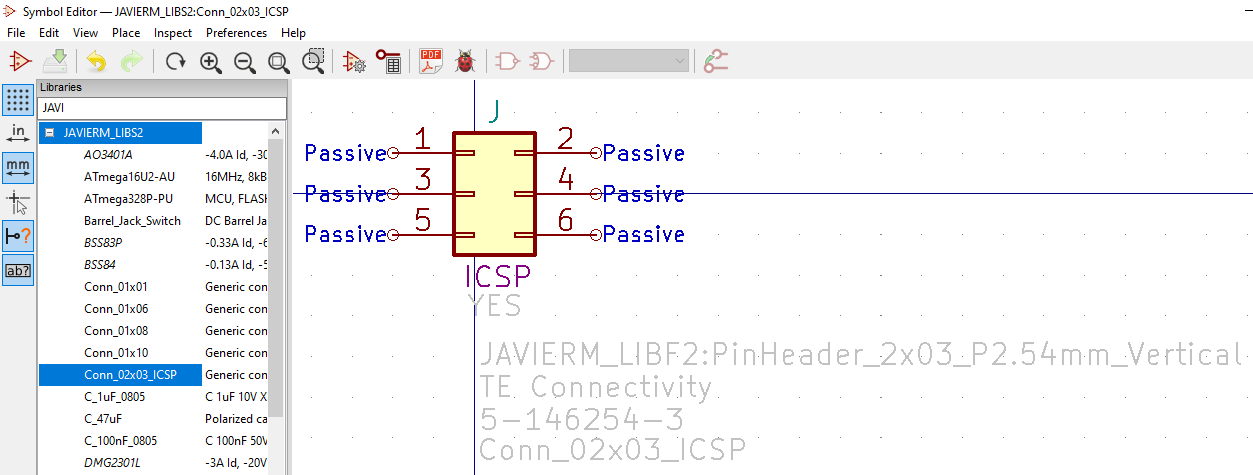 Symbol Editor — JAVIERM_LIBS2:Conn_02x03_ICSP
File Edit View Place Inspect Preferences Help
PDF
Libraries
JAVI
in
mm
ab?
JAVIERM_LIBS2
AO3401A -4.0A Id, -30
ATmega16U2-AU 16MHz, 8kB
ATmega328P-PU MCU, FLASH
Barrel_Jack_Switch DC Barrel Ja
BSS83P -0.33A Id, -6
BSS84 -0.13A Id, -5
Conn_01x01 Generic con
Conn_01x06 Generic con
Conn_01x08 Generic con
Conn_01x10 Generic con
Conn_02x03_ICSP Generic con
C_1uF_0805 C 1uF 10V X
C_47uF Polarized ca
C_100nF_0805 C 100nF 50V
DMG2301L -3A Id, -20V
J
Passive 1 2 Passive
Passive 3 4 Passive
Passive 5 6 Passive
ICSP
YES
JAVIERM_LIBF2:PinHeader_2x03_P2.54mm_Vertical
TE Connectivity
5-146254-3
Conn_02x03_ICSP